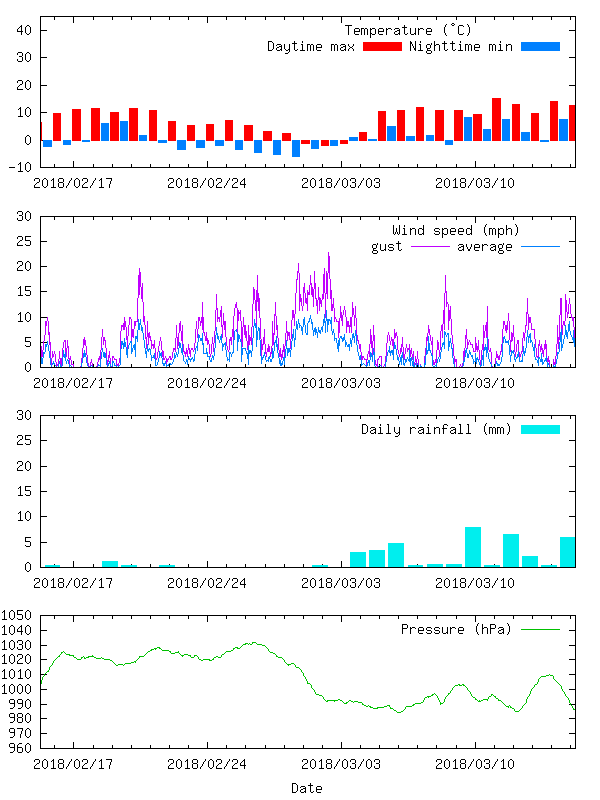 Temperature (°C)
Daytime max Nighttime min
40
30
20
10
0
-10
2018/02/17 2018/02/24 2018/03/03 2018/03/10
Wind speed (mph)
gust average
30
25
20
15
10
5
0
2018/02/17 2018/02/24 2018/03/03 2018/03/10
Daily rainfall (mm)
30
25
20
15
10
5
0
2018/02/17 2018/02/24 2018/03/03 2018/03/10
Pressure (hPa)
1050
1040
1030
1020
1010
1000
990
980
970
960
2018/02/17 2018/02/24 2018/03/03 2018/03/10
Date